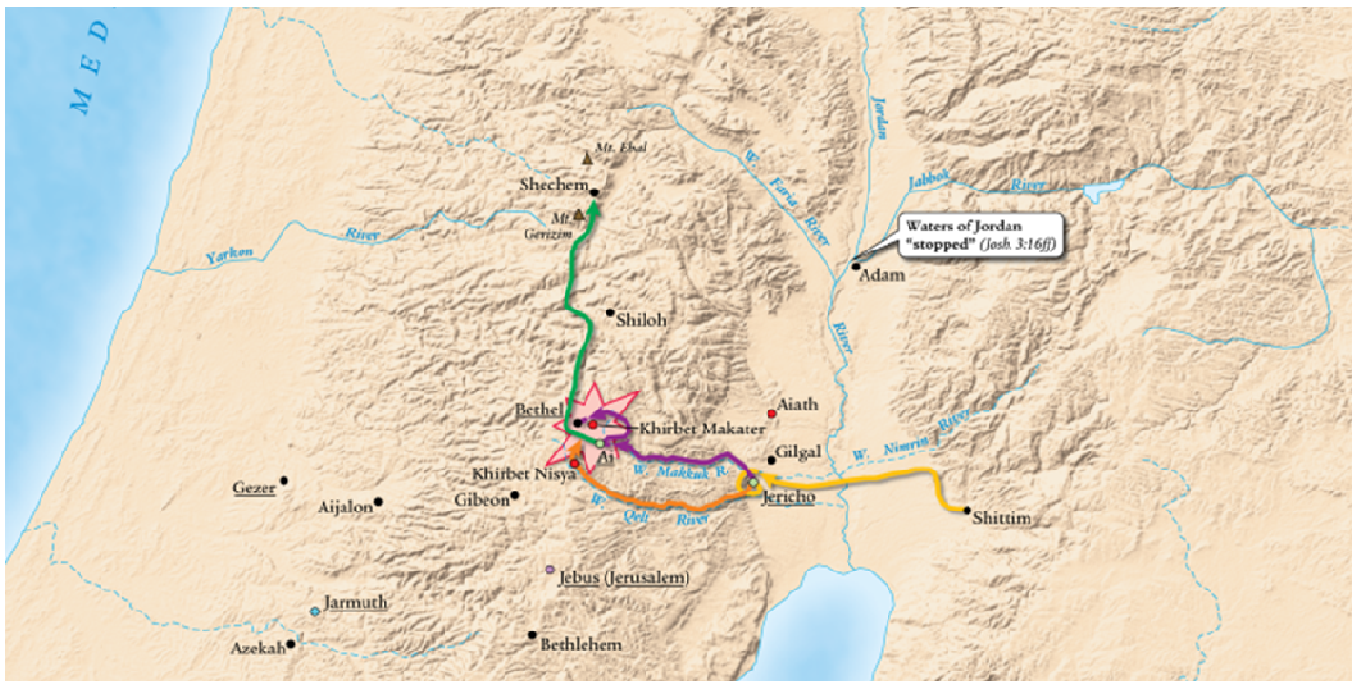 MED
Mt. Ebal
Shechem
Mt.
Gerizim
Yarkon
River
W.
Faria
River
Jordan
River
Jabbok
River
Waters of Jordan
"stopped" (Josh. 3:16ff)
Adam
Shiloh
Bethel
Khirbet Makater
Aiath
Ai
Khirbet Nisya
W. Makkuk R.
Gilgal
W. Nimrin River
Jericho
Gezer
Aijalon
Gibeon
W. Qelt River
Shittim
Jebus (Jerusalem)
Jarmuth
Azekah
Bethlehem